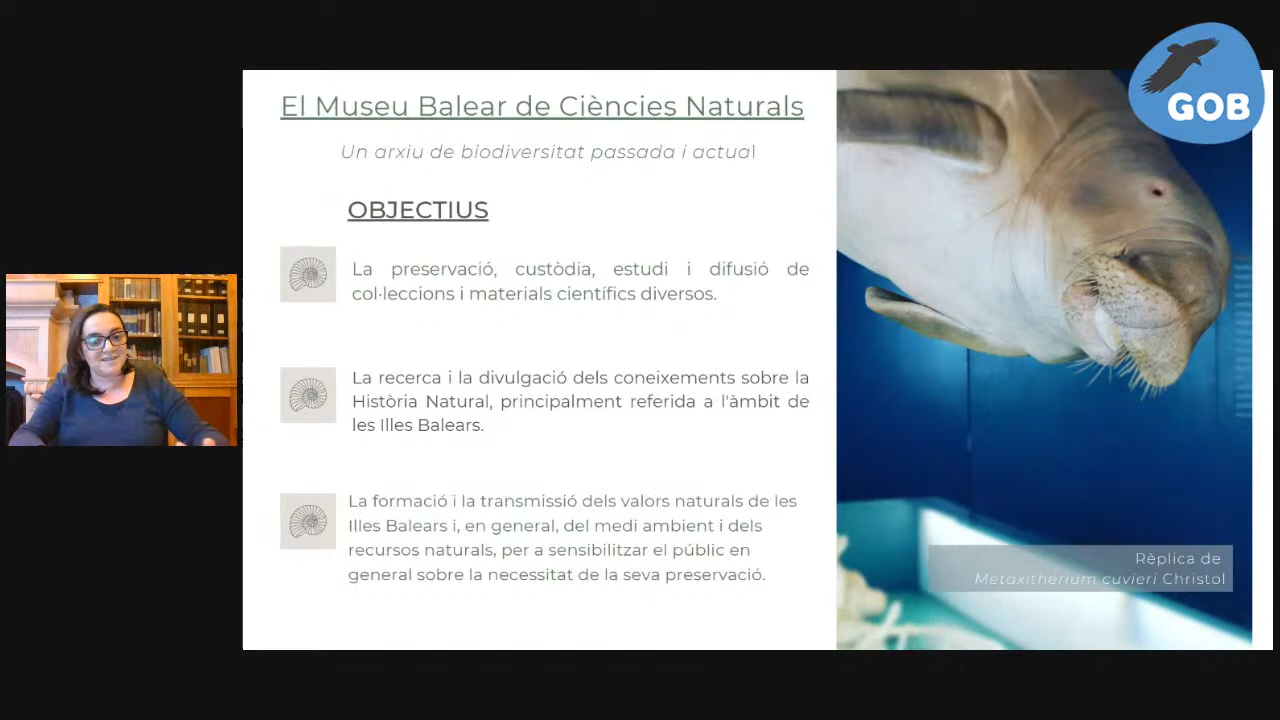 El Museu Balear de Ciències Naturals
Un arxiu de biodiversitat passada i actual
OBJECTIUS
La preservació, custòdia, estudi i difusió de
col·leccions i materials científics diversos.
La recerca i la divulgació dels coneixements sobre la
Història Natural, principalment referida a l'àmbit de
les Illes Balears.
La formació i la transmissió dels valors naturals de les
Illes Balears i, en general, del medi ambient i dels
recursos naturals, per a sensibilitzar el públic en
general sobre la necessitat de la seva preservació.
GOB
Rèplica de
Metaxitherium cuvieri Christol